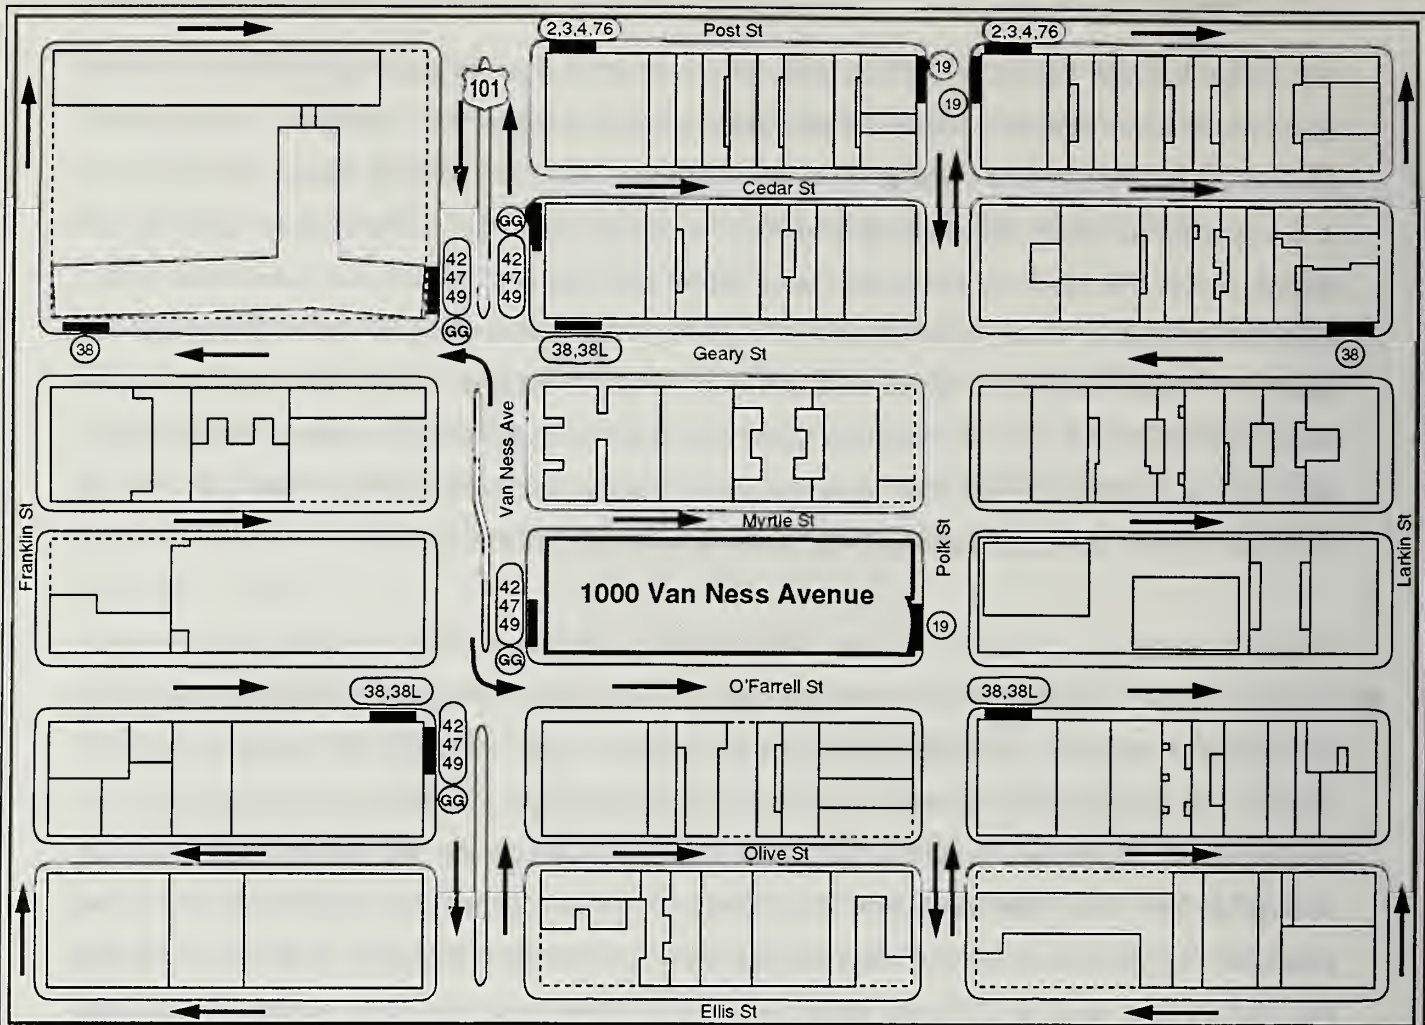 2,3,4,76
Post St
2,3,4,76
101
19
19
Cedar St
GG
42
47
49
GG
42
47
49
38
38,38L
Geary St
38
Van Ness Ave
Franklin St
Myrtle St
Polk St
Larkin St
42
47
49
GG
1000 Van Ness Avenue
19
38,38L
O'Farrell St
38,38L
42
47
49
GG
Olive St
Ellis St